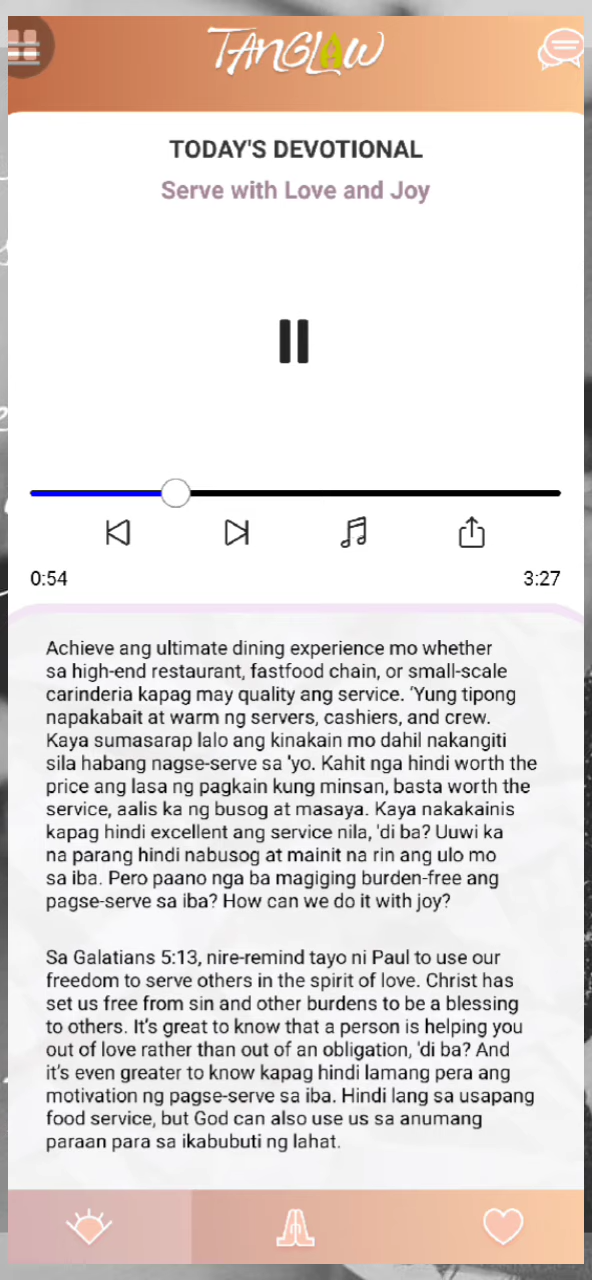 TANGLAW
TODAY'S DEVOTIONAL
Serve with Love and Joy
0:54
3:27
Achieve ang ultimate dining experience mo whether
sa high-end restaurant, fastfood chain, or small-scale
carinderia kapag may quality ang service. 'Yung tipong
napakabait at warm ng servers, cashiers, and crew.
Kaya sumasarap lalo ang kinakain mo dahil nakangiti
sila habang nagse-serve sa 'yo. Kahit nga hindi worth the
price ang lasa ng pagkain kung minsan, basta worth the
service, aalis ka ng busog at masaya. Kaya nakakainis
kapag hindi excellent ang service nila, 'di ba? Uuwi ka
na parang hindi nabusog at mainit na rin ang ulo mo
sa iba. Pero paano nga ba magiging burden-free ang
pagse-serve sa iba? How can we do it with joy?
Sa Galatians 5:13, nire-remind tayo ni Paul to use our
freedom to serve others in the spirit of love. Christ has
set us free from sin and other burdens to be a blessing
to others. It's great to know that a person is helping you
out of love rather than out of an obligation, 'di ba? And
it's even greater to know kapag hindi lamang pera ang
motivation ng pagse-serve sa iba. Hindi lang sa usapang
food service, but God can also use us sa anumang
paraan para sa ikabubuti ng lahat.